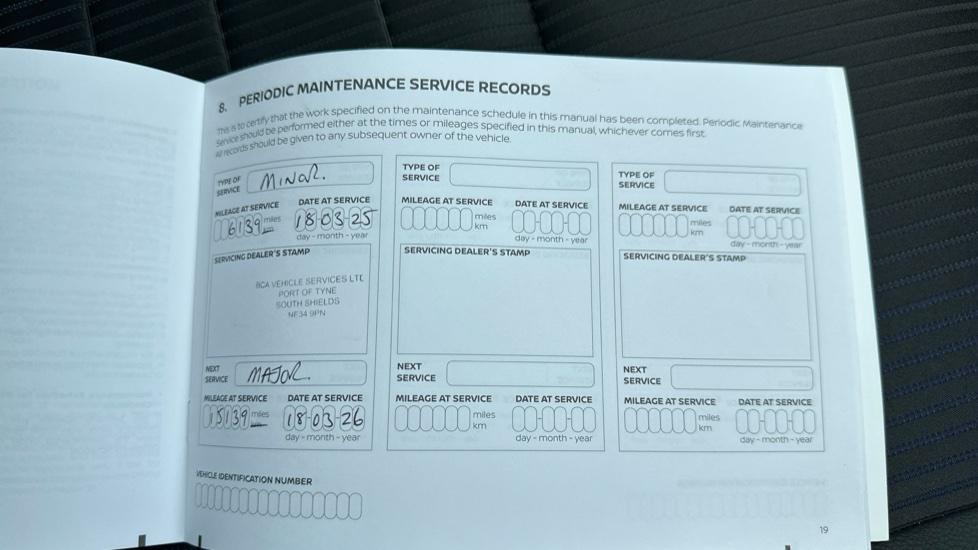 8. PERIODIC MAINTENANCE SERVICE RECORDS
This is to certify that the work specified on the maintenance schedule in this manual has been completed. Periodic Maintenance
Service should be performed either at the times or mileages specified in this manual, whichever comes first.
All records should be given to any subsequent owner of the vehicle.
TYPE OF SERVICE MINOR.
MILEAGE AT SERVICE DATE AT SERVICE
6139 miles 18-03-25
day - month - year
SERVICING DEALER'S STAMP
BCA VEHICLE SERVICES LTD
PORT OF TYNE
SOUTH SHIELDS
NE34 9PN
NEXT SERVICE MAJOR.
MILEAGE AT SERVICE DATE AT SERVICE
15139 miles 18-03-26
day - month - year
TYPE OF SERVICE
MILEAGE AT SERVICE DATE AT SERVICE
miles
km
day - month - year
SERVICING DEALER'S STAMP
NEXT SERVICE
MILEAGE AT SERVICE DATE AT SERVICE
miles
km
day - month - year
TYPE OF SERVICE
MILEAGE AT SERVICE DATE AT SERVICE
miles
km
day - month - year
SERVICING DEALER'S STAMP
NEXT SERVICE
MILEAGE AT SERVICE DATE AT SERVICE
miles
km
day - month - year
VEHICLE IDENTIFICATION NUMBER
19